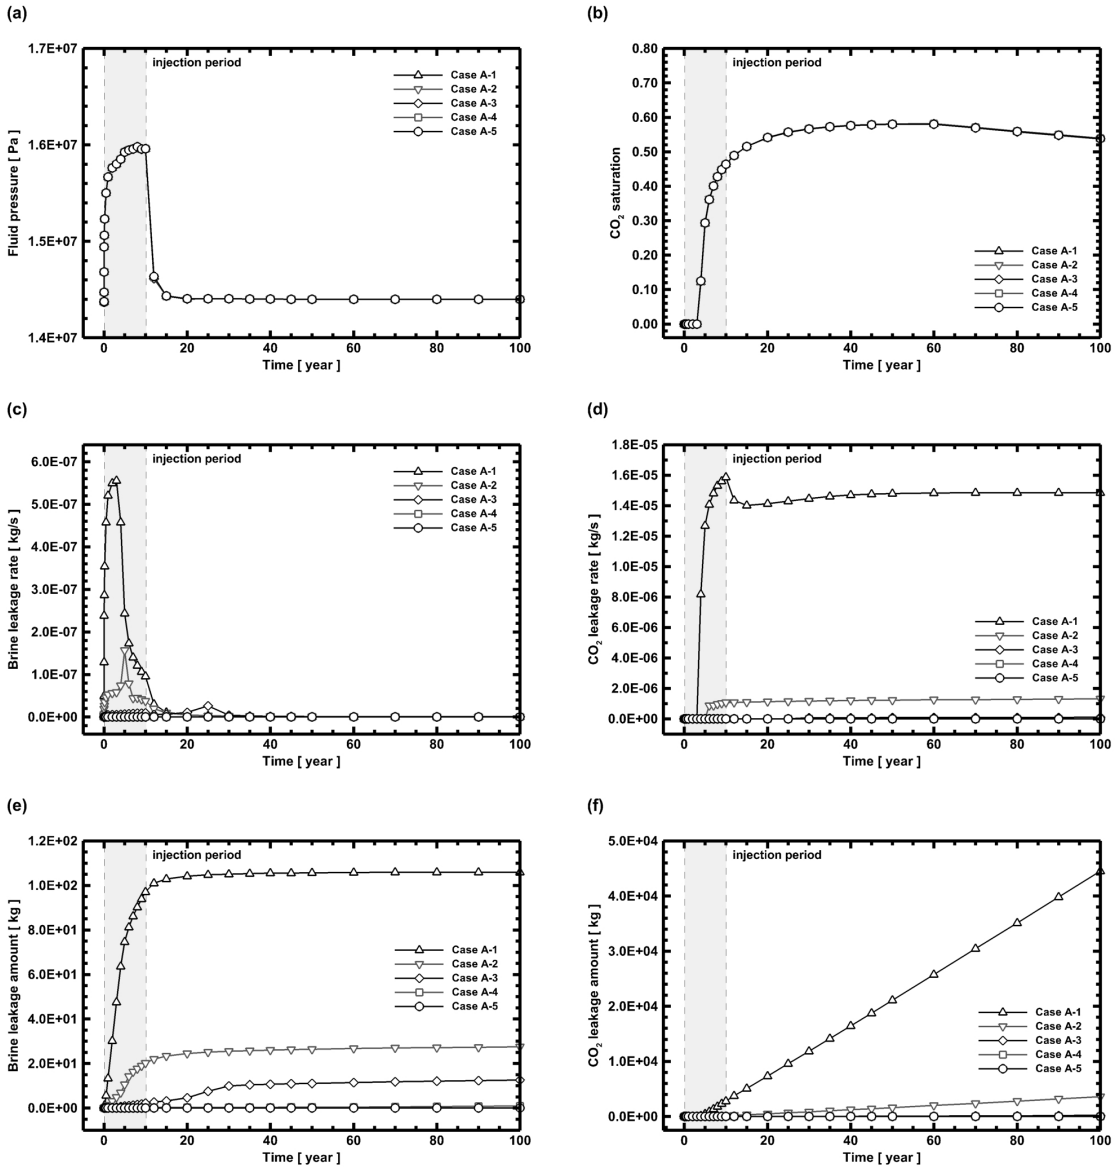 (a)
1.7E+07
1.6E+07
1.5E+07
1.4E+07
Fluid pressure [ Pa ]
injection period
Case A-1
Case A-2
Case A-3
Case A-4
Case A-5
0 20 40 60 80 100
Time [ year ]
(b)
0.80
0.70
0.60
0.50
0.40
0.30
0.20
0.10
0.00
CO2 saturation
injection period
Case A-1
Case A-2
Case A-3
Case A-4
Case A-5
0 20 40 60 80 100
Time [ year ]
(c)
6.0E-07
5.0E-07
4.0E-07
3.0E-07
2.0E-07
1.0E-07
0.0E+00
Brine leakage rate [ kg/s ]
injection period
Case A-1
Case A-2
Case A-3
Case A-4
Case A-5
0 20 40 60 80 100
Time [ year ]
(d)
1.8E-05
1.6E-05
1.4E-05
1.2E-05
1.0E-05
8.0E-06
6.0E-06
4.0E-06
2.0E-06
0.0E+00
CO2 leakage rate [ kg/s ]
injection period
Case A-1
Case A-2
Case A-3
Case A-4
Case A-5
0 20 40 60 80 100
Time [ year ]
(e)
1.2E+02
1.0E+02
8.0E+01
6.0E+01
4.0E+01
2.0E+01
0.0E+00
Brine leakage amount [ kg ]
injection period
Case A-1
Case A-2
Case A-3
Case A-4
Case A-5
0 20 40 60 80 100
Time [ year ]
(f)
5.0E+04
4.0E+04
3.0E+04
2.0E+04
1.0E+04
0.0E+00
CO2 leakage amount [ kg ]
injection period
Case A-1
Case A-2
Case A-3
Case A-4
Case A-5
0 20 40 60 80 100
Time [ year ]